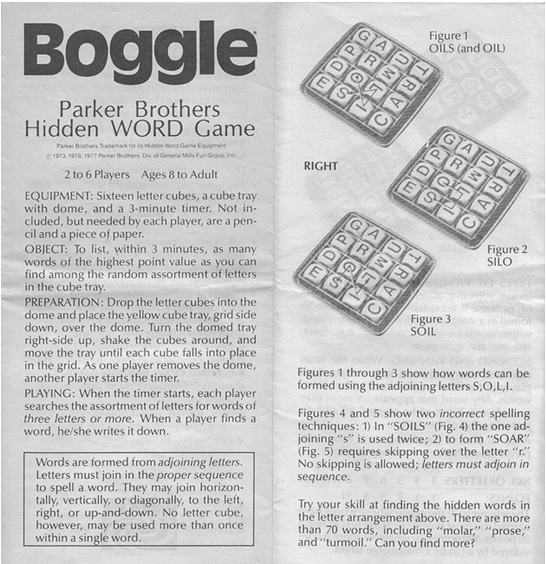 Boggle®
Parker Brothers
Hidden WORD Game
Parker Brothers Trademark for its Hidden Word Game Equipment
© 1973, 1976, 1977 Parker Brothers. Div. of General Mills Fun Group, Inc.
2 to 6 Players Ages 8 to Adult
EQUIPMENT: Sixteen letter cubes, a cube tray
with dome, and a 3-minute timer. Not in-
cluded, but needed by each player, are a pen-
cil and a piece of paper.
OBJECT: To list, within 3 minutes, as many
words of the highest point value as you can
find among the random assortment of letters
in the cube tray.
PREPARATION: Drop the letter cubes into the
dome and place the yellow cube tray, grid side
down, over the dome. Turn the domed tray
right-side up, shake the cubes around, and
move the tray until each cube falls into place
in the grid. As one player removes the dome,
another player starts the timer.
PLAYING: When the timer starts, each player
searches the assortment of letters for words of
three letters or more. When a player finds a
word, he/she writes it down.
Words are formed from adjoining letters.
Letters must join in the proper sequence
to spell a word. They may join horizon-
tally, vertically, or diagonally, to the left,
right, or up-and-down. No letter cube,
however, may be used more than once
within a single word.
Figure 1
OILS (and OIL)
RIGHT
Figure 2
SILO
Figure 3
SOIL
Figures 1 through 3 show how words can be
formed using the adjoining letters S,O,L,I.
Figures 4 and 5 show two incorrect spelling
techniques: 1) In “SOILS” (Fig. 4) the one ad-
joining “s” is used twice; 2) to form “SOAR”
(Fig. 5) requires skipping over the letter “r.”
No skipping is allowed; letters must adjoin in
sequence.
Try your skill at finding the hidden words in
the letter arrangement above. There are more
than 70 words, including “molar,” “prose,”
and “turmoil.” Can you find more?